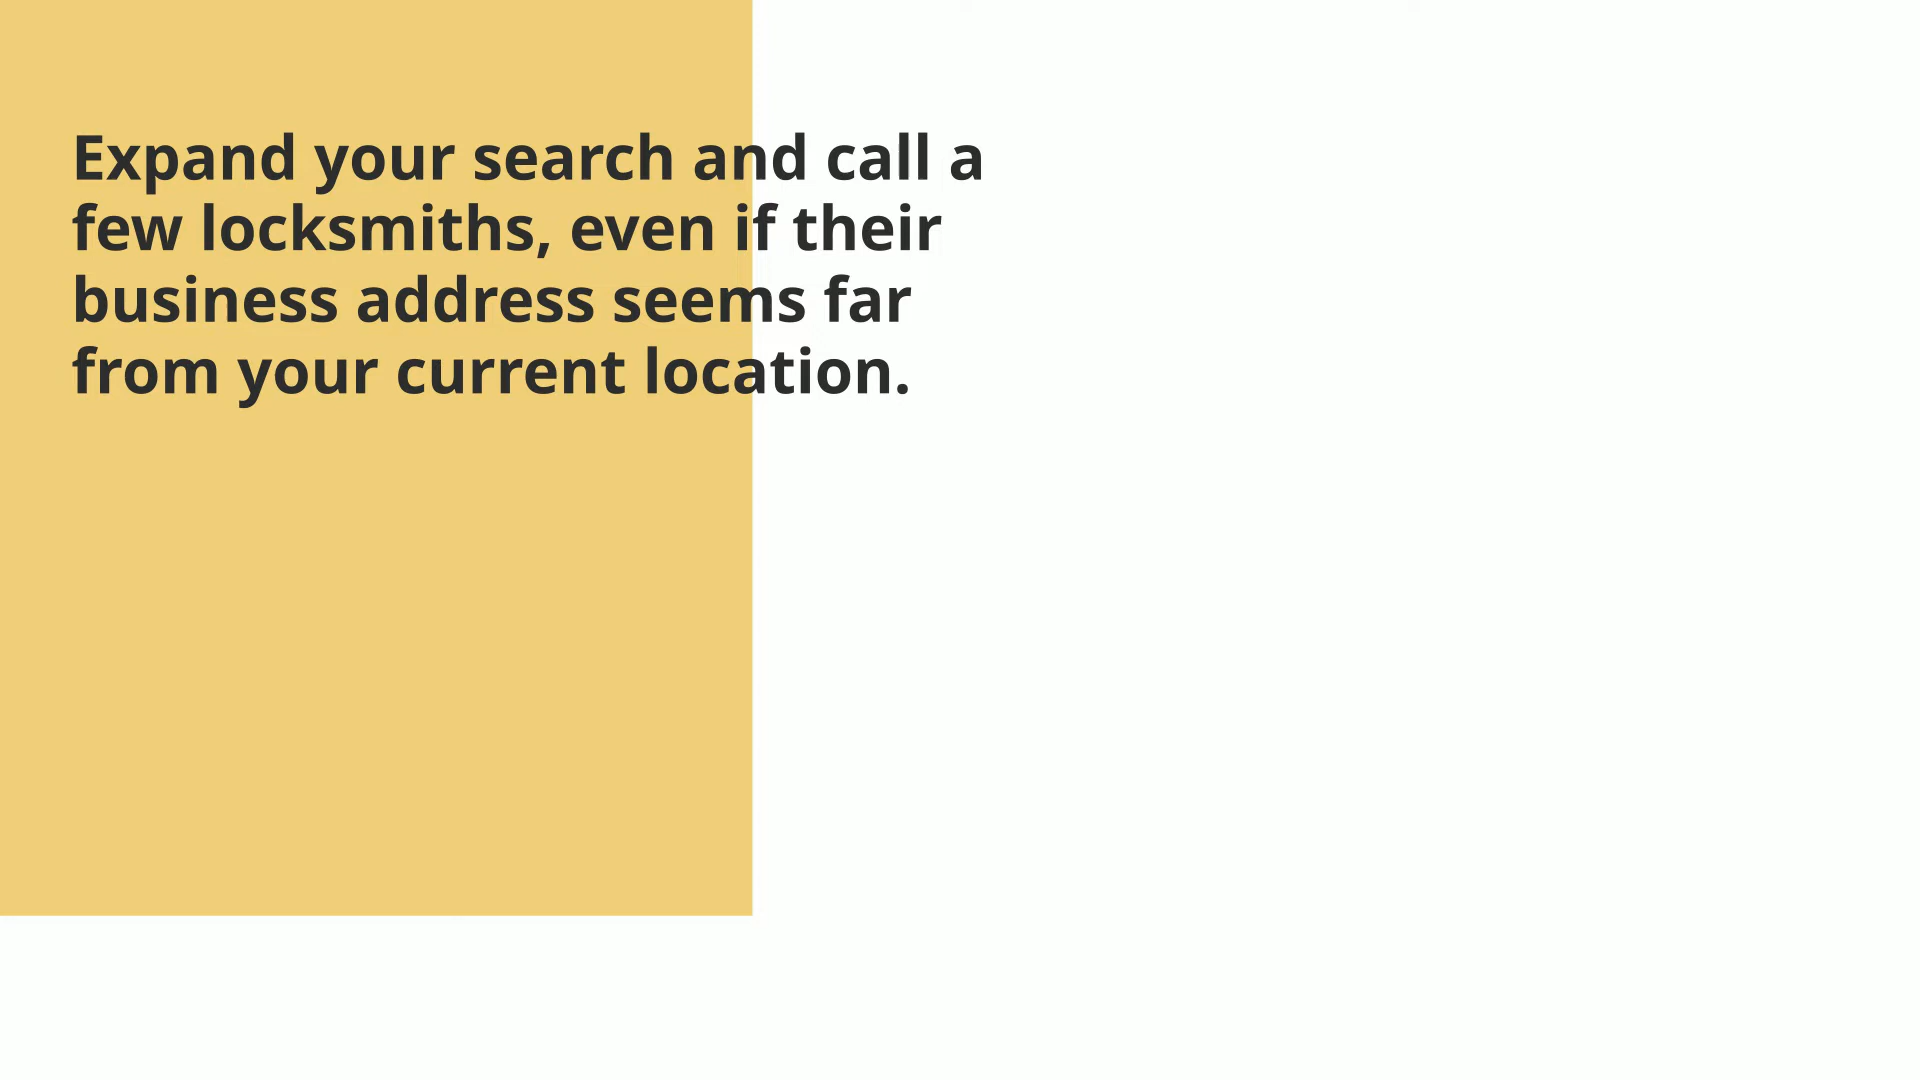 Expand your search and call a
few locksmiths, even if their
business address seems far
from your current location.